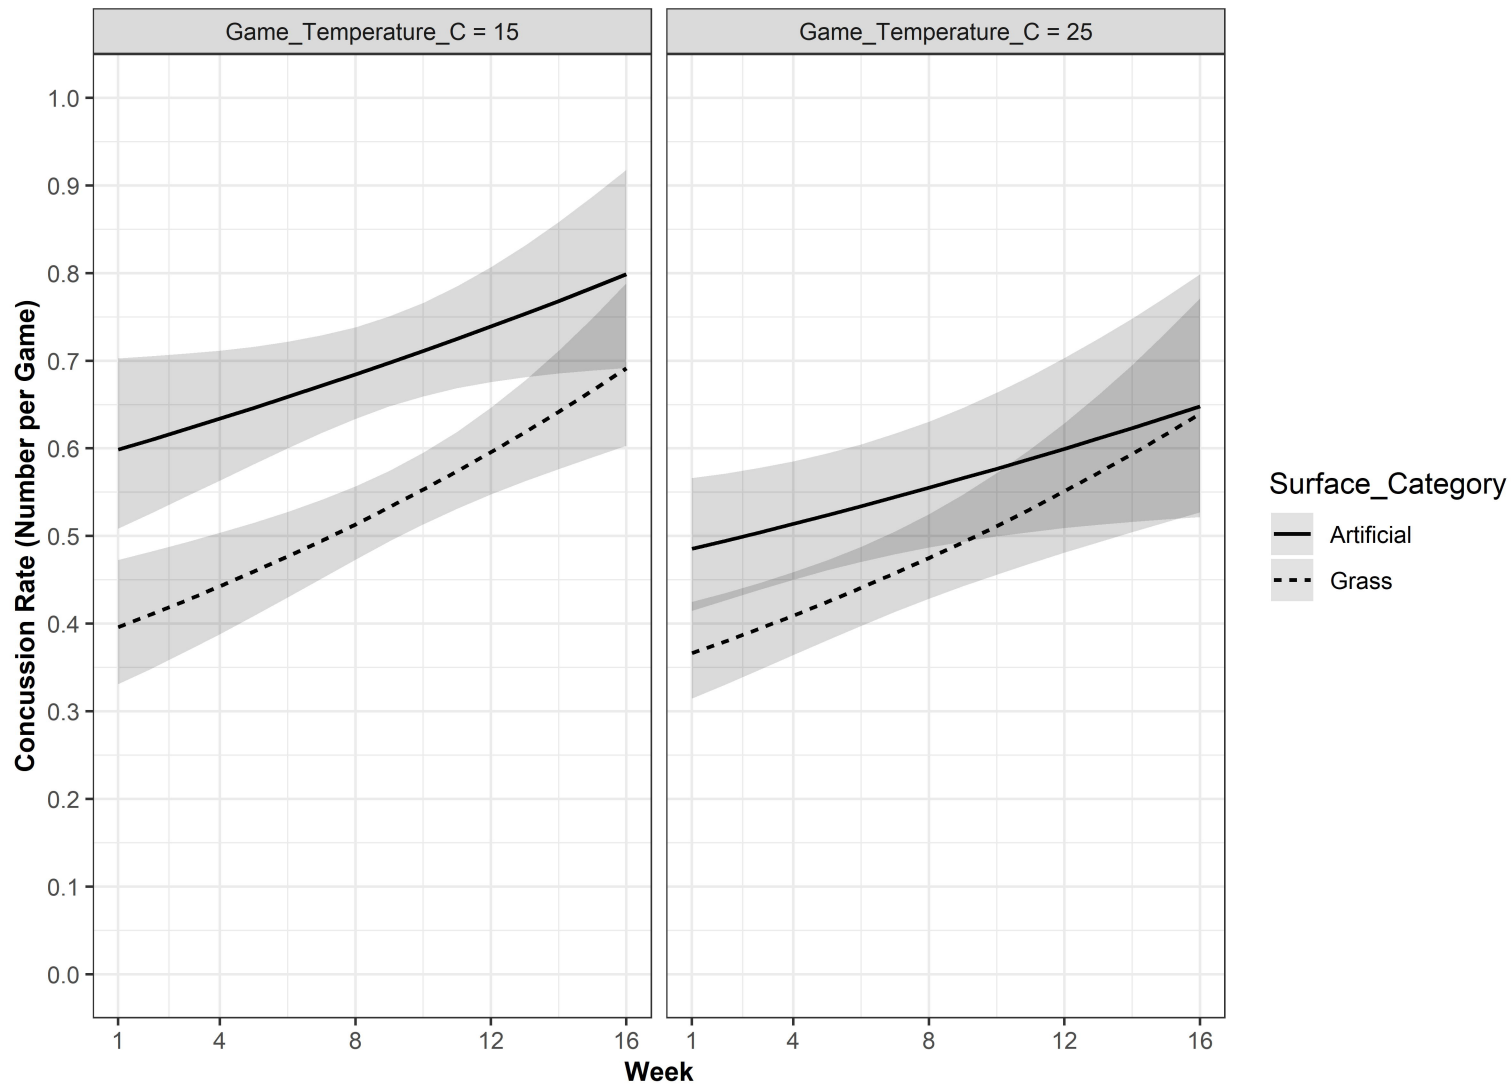 Game_Temperature_C = 15
Game_Temperature_C = 25
Concussion Rate (Number per Game)
1.0
0.9
0.8
0.7
0.6
0.5
0.4
0.3
0.2
0.1
0.0
1 4 8 12 16
1 4 8 12 16
Week
Surface_Category
Artificial
Grass